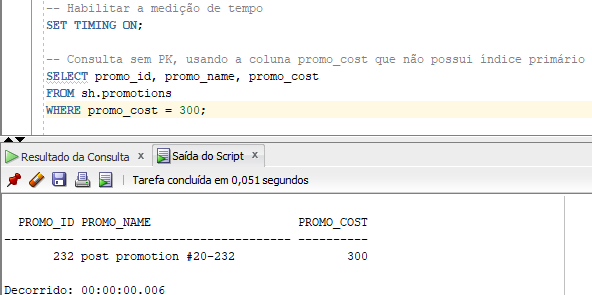 -- Habilitar a medição de tempo
SET TIMING ON;
-- Consulta sem PK, usando a coluna promo_cost que não possui índice primário
SELECT promo_id, promo_name, promo_cost
FROM sh.promotions
WHERE promo_cost = 300;
Resultado da Consulta x Saída do Script x
Tarefa concluída em 0,051 segundos
PROMO_ID PROMO_NAME PROMO_COST
---------- ------------------------------ ----------
232 post promotion #20-232 300
Decorrido: 00:00:00.006